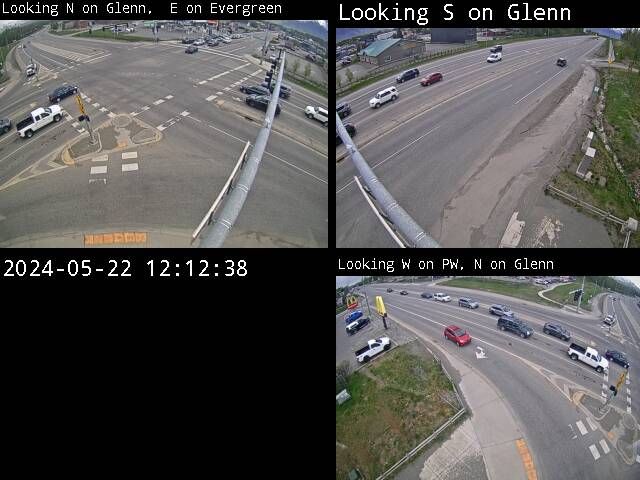 Looking N on Glenn,  E on Evergreen
Looking S on Glenn
2024-05-22 12:12:38
Looking W on PW, N on Glenn